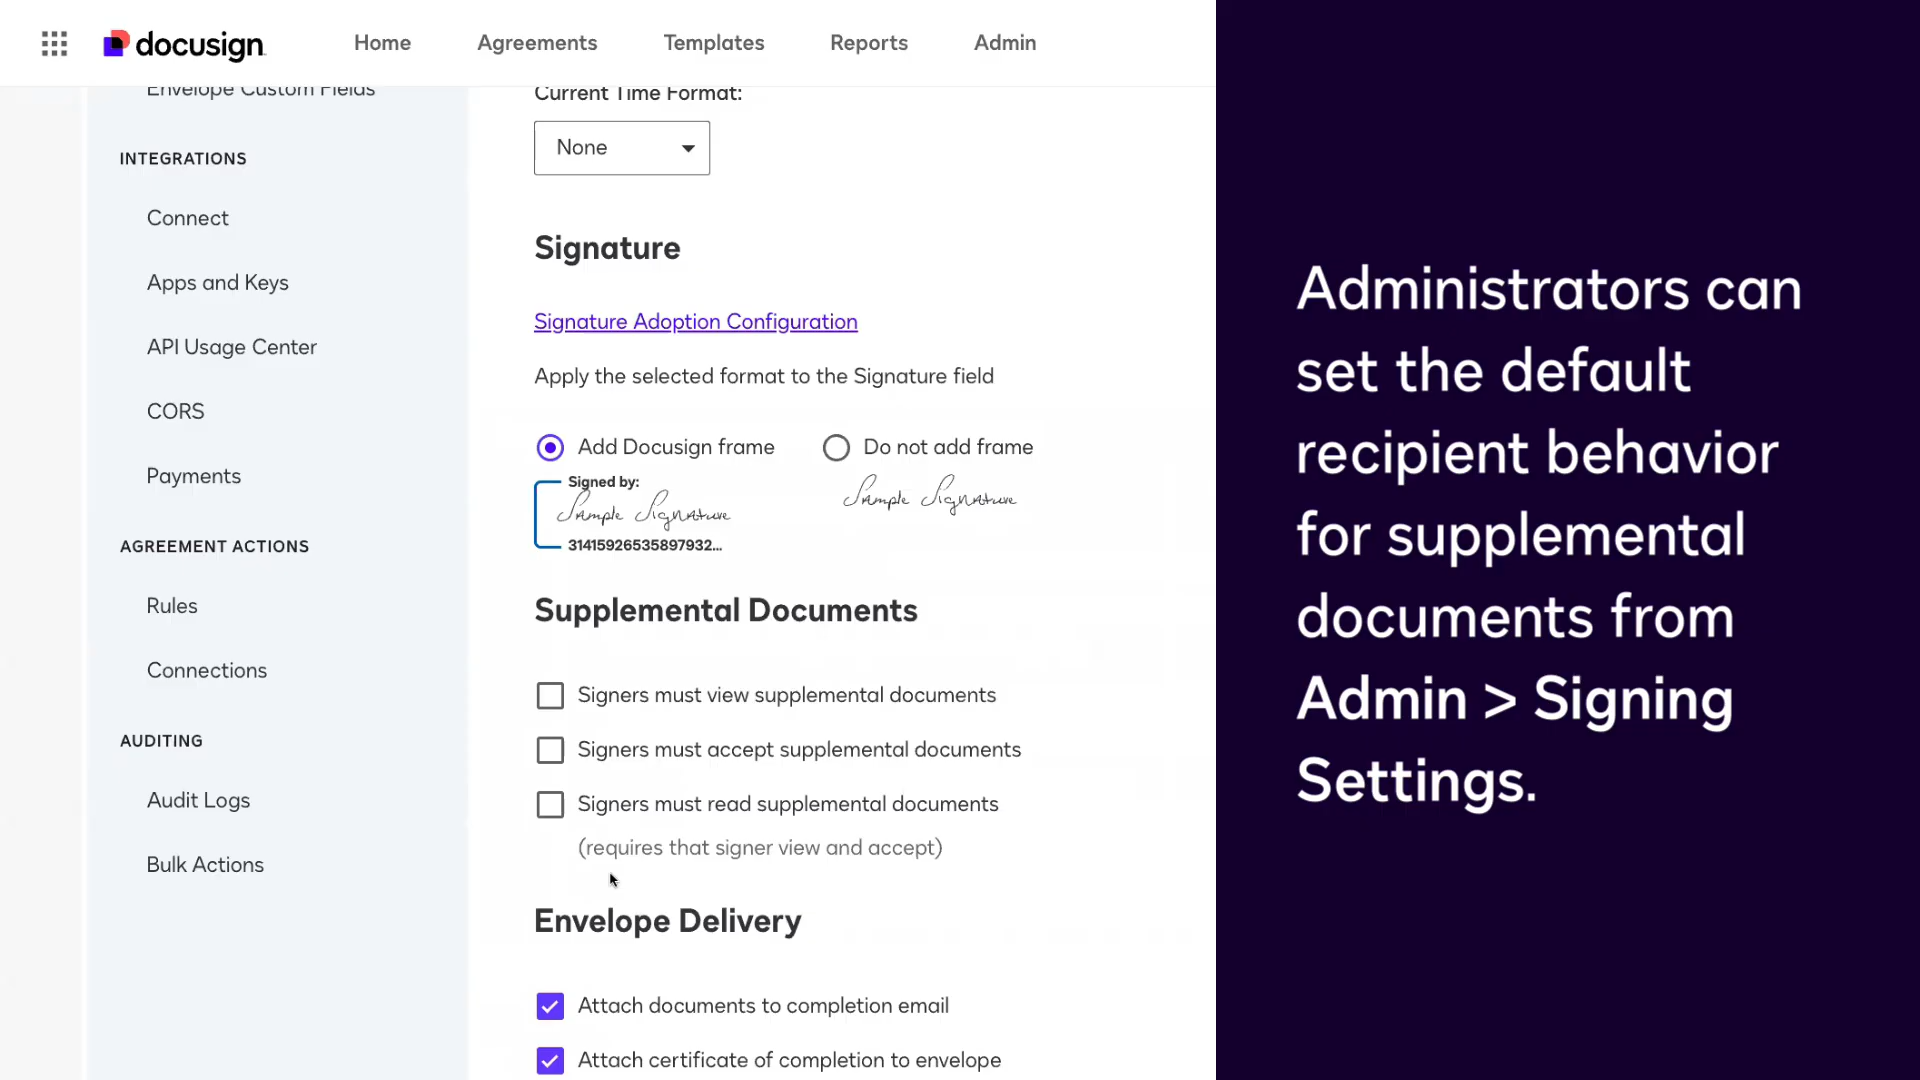 docusign
Home
Agreements
Templates
Reports
Admin
Envelope Custom Fields
INTEGRATIONS
Connect
Apps and Keys
API Usage Center
CORS
Payments
AGREEMENT ACTIONS
Rules
Connections
AUDITING
Audit Logs
Bulk Actions
Current Time Format:
None
Signature
Signature Adoption Configuration
Apply the selected format to the Signature field
Add Docusign frame
Do not add frame
Signed by:
Sample Signature
31415926535897932...
Sample Signature
Supplemental Documents
Signers must view supplemental documents
Signers must accept supplemental documents
Signers must read supplemental documents
(requires that signer view and accept)
Envelope Delivery
Attach documents to completion email
Attach certificate of completion to envelope
Administrators can
set the default
recipient behavior
for supplemental
documents from
Admin > Signing
Settings.